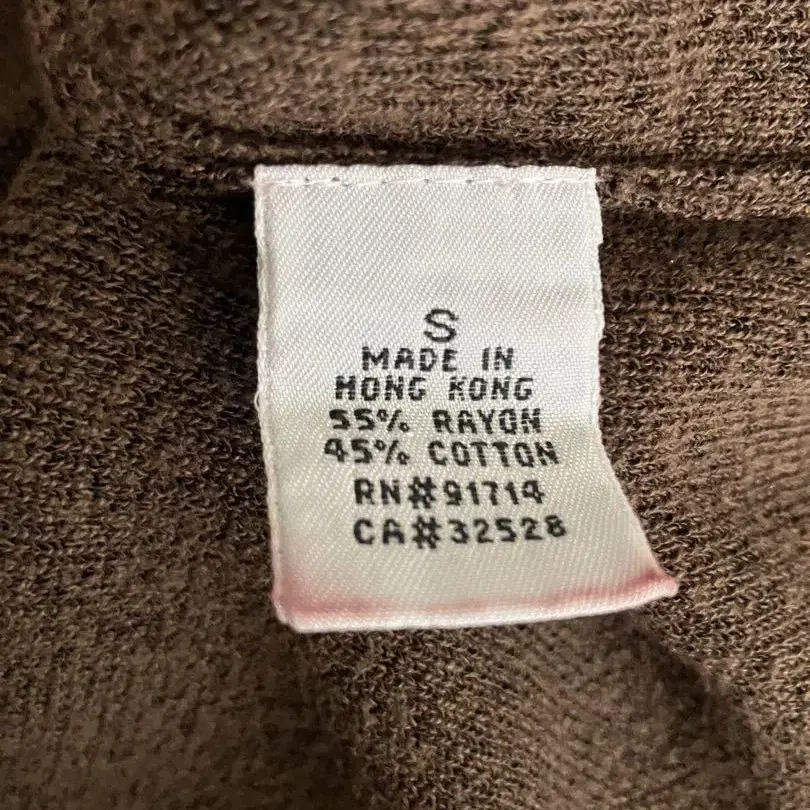 S
MADE IN
HONG KONG
55% RAYON
45% COTTON
RN#91714
CA#32528